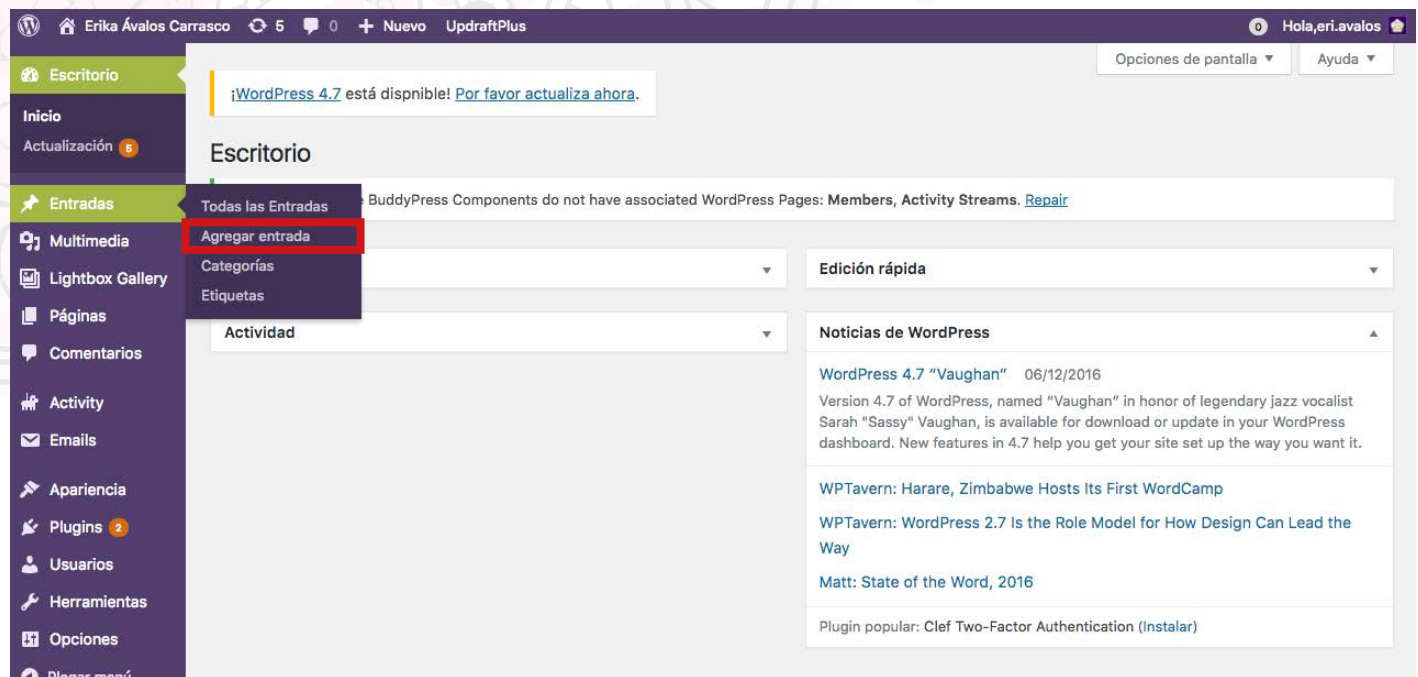 Erika Ávalos Carrasco 5 0 + Nuevo UpdraftPlus 0 Hola,eri.avalos
Opciones de pantalla ▼ Ayuda ▼
Escritorio
Inicio
Actualización 5
Entradas
Multimedia
Lightbox Gallery
Páginas
Comentarios
Activity
Emails
Apariencia
Plugins 2
Usuarios
Herramientas
Opciones
Plegar menú
Todas las Entradas
Agregar entrada
Categorías
Etiquetas
¡WordPress 4.7 está dispnible! Por favor actualiza ahora.
Escritorio
BuddyPress Components do not have associated WordPress Pages: Members, Activity Streams. Repair
Actividad
Edición rápida
Noticias de WordPress
WordPress 4.7 “Vaughan” 06/12/2016
Version 4.7 of WordPress, named “Vaughan” in honor of legendary jazz vocalist
Sarah "Sassy" Vaughan, is available for download or update in your WordPress
dashboard. New features in 4.7 help you get your site set up the way you want it.
WPTavern: Harare, Zimbabwe Hosts Its First WordCamp
WPTavern: WordPress 2.7 Is the Role Model for How Design Can Lead the
Way
Matt: State of the Word, 2016
Plugin popular: Clef Two-Factor Authentication (Instalar)